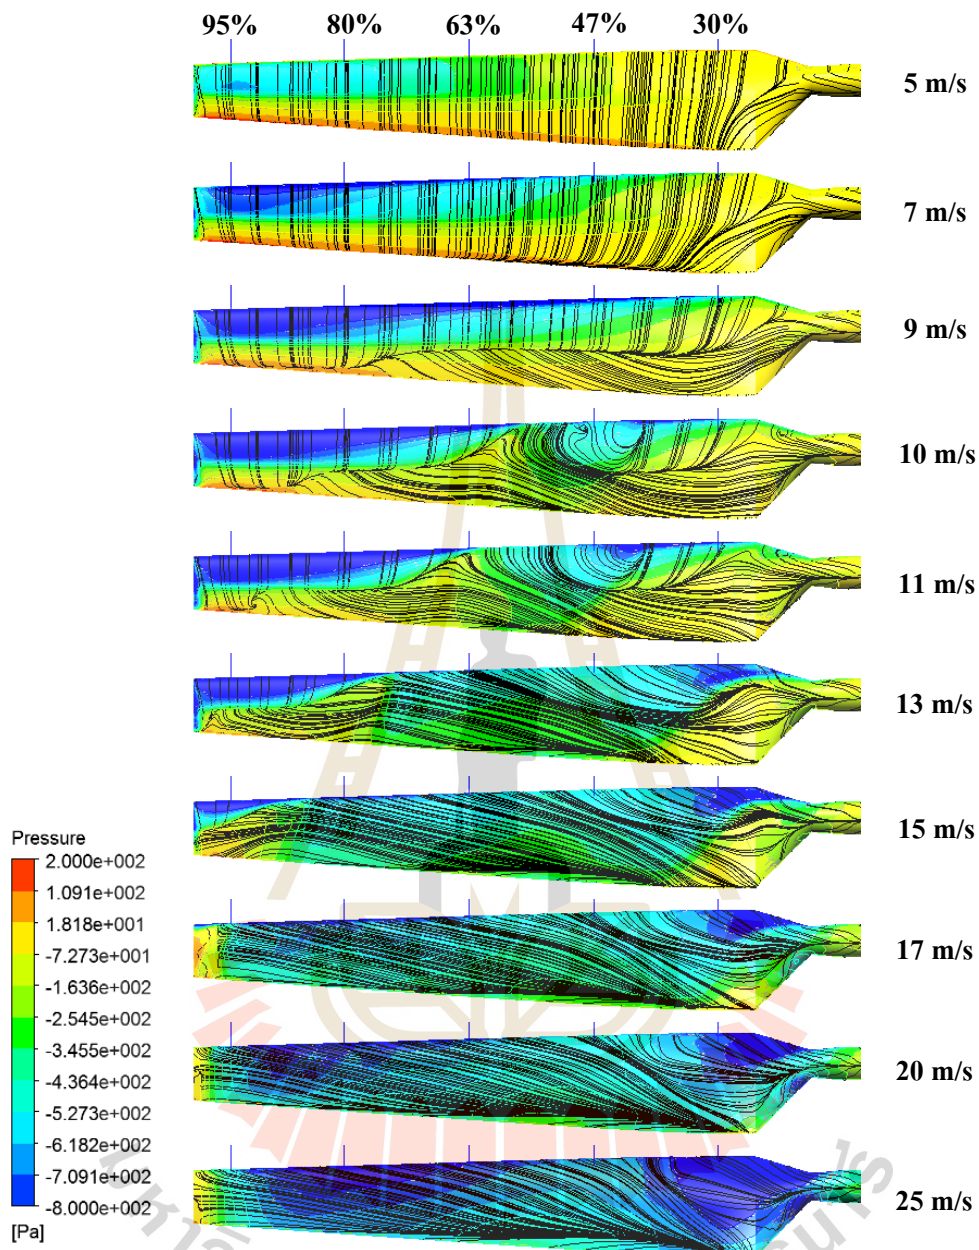 95% 80% 63% 47% 30%
5 m/s
7 m/s
9 m/s
10 m/s
11 m/s
13 m/s
15 m/s
17 m/s
20 m/s
25 m/s
Pressure
2.000e+002
1.091e+002
1.818e+001
-7.273e+001
-1.636e+002
-2.545e+002
-3.455e+002
-4.364e+002
-5.273e+002
-6.182e+002
-7.091e+002
-8.000e+002
[Pa]